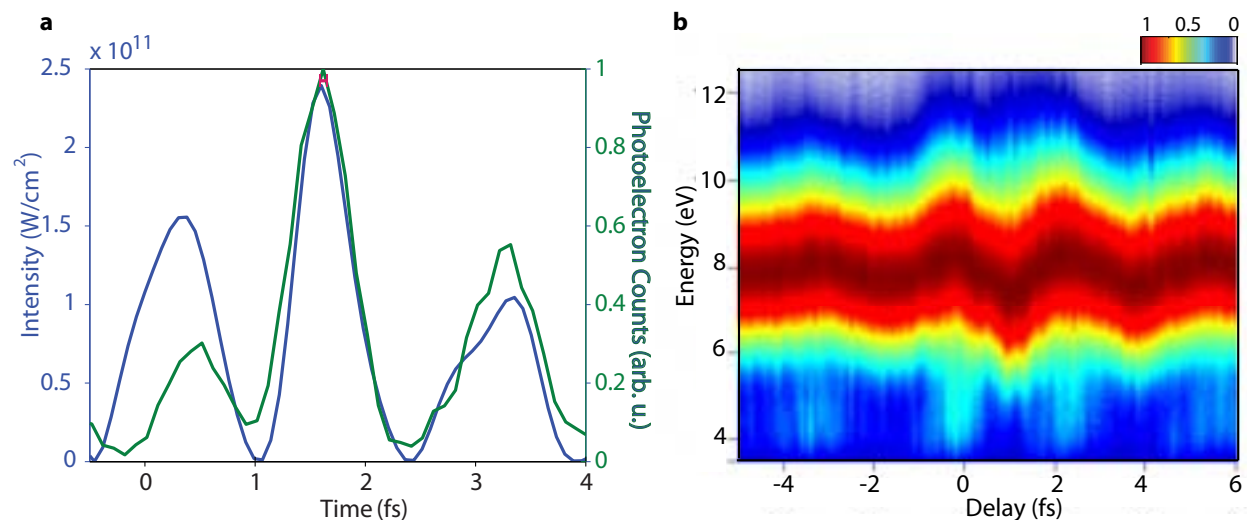 a
x 10¹¹
2.5
2
1.5
1
0.5
0
Intensity (W/cm ²)
0 1 2 3 4
Time (fs)
1
0.8
0.6
0.4
0.2
0
Photoelectron Counts (arb. u.)
b
1 0.5 0
12
10
8
6
4
Energy (eV)
-4 -2 0 2 4 6
Delay (fs)